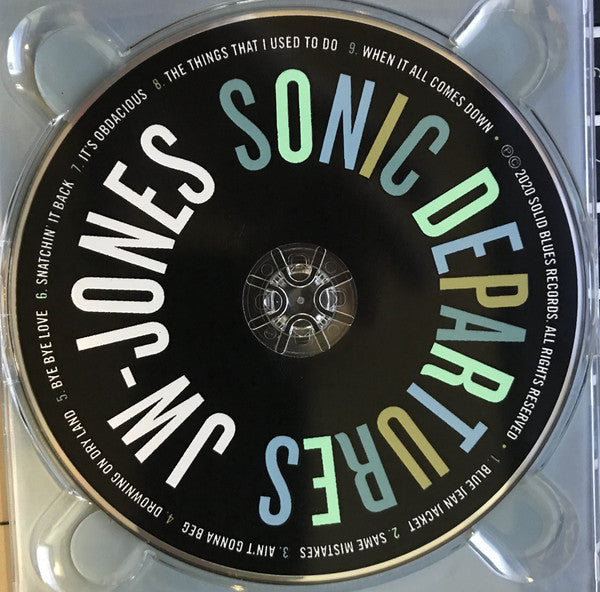 JW-JONES
SONIC DEPARTURES
1. BLUE JEAN JACKET 2. SAME MISTAKES 3. AIN'T GONNA BEG 4. DROWNING ON DRY LAND 5. BYE BYE LOVE 6. SNATCHIN' IT BACK 7. IT'S OBDACIOUS 8. THE THINGS THAT I USED TO DO 9. WHEN IT ALL COMES DOWN • ℗© 2020 SOLID BLUES RECORDS. ALL RIGHTS RESERVED •